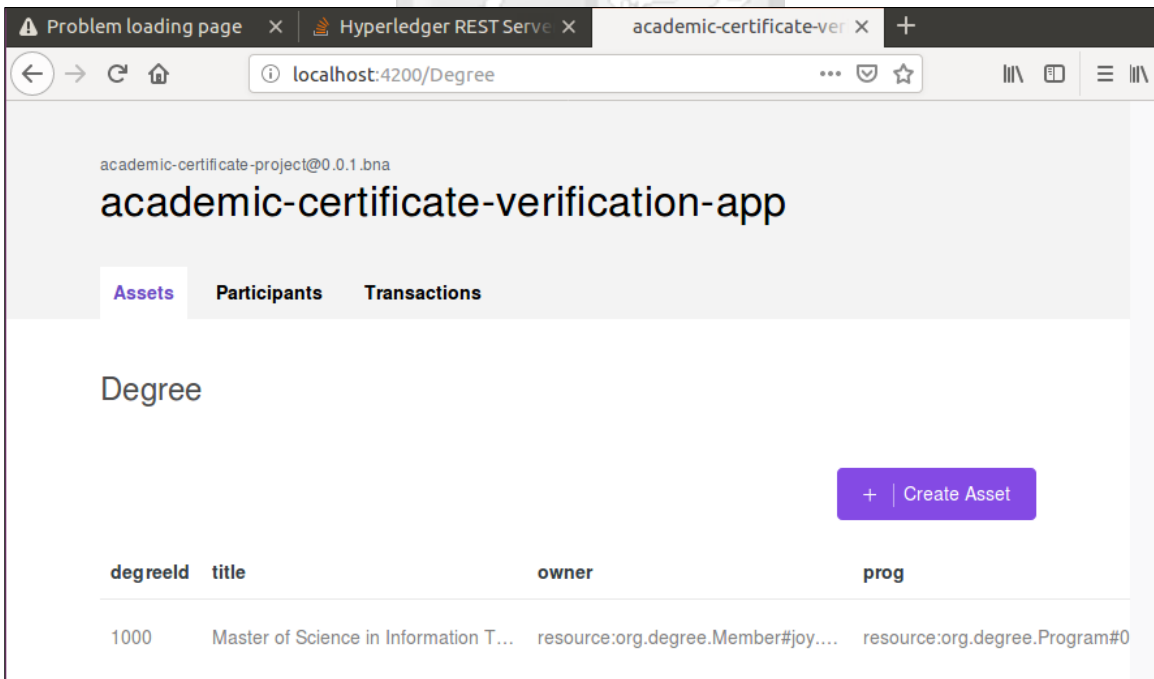 Problem loading page
Hyperledger REST Serve
academic-certificate-ver
localhost:4200/Degree
academic-certificate-project@0.0.1.bna
academic-certificate-verification-app
Assets Participants Transactions
Degree
+ Create Asset
degreeId title owner prog
1000 Master of Science in Information T... resource:org.degree.Member#joy.... resource:org.degree.Program#0